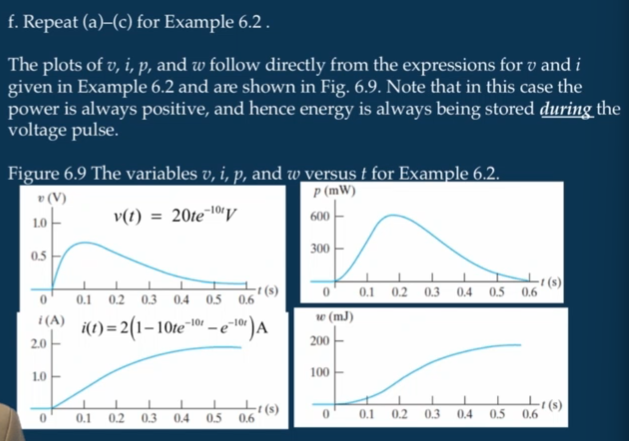 f. Repeat (a)–(c) for Example 6.2 .
The plots of v, i, p, and w follow directly from the expressions for v and i
given in Example 6.2 and are shown in Fig. 6.9. Note that in this case the
power is always positive, and hence energy is always being stored during the
voltage pulse.
Figure 6.9 The variables v, i, p, and w versus t for Example 6.2.
v (V)
v(t) = 20te⁻¹⁰ᵗV
1.0
0.5
0 0.1 0.2 0.3 0.4 0.5 0.6 t (s)
p (mW)
600
300
0 0.1 0.2 0.3 0.4 0.5 0.6 t (s)
i (A)
i(t) = 2(1 – 10te⁻¹⁰ᵗ – e⁻¹⁰ᵗ)A
2.0
1.0
0 0.1 0.2 0.3 0.4 0.5 0.6 t (s)
w (mJ)
200
100
0 0.1 0.2 0.3 0.4 0.5 0.6 t (s)